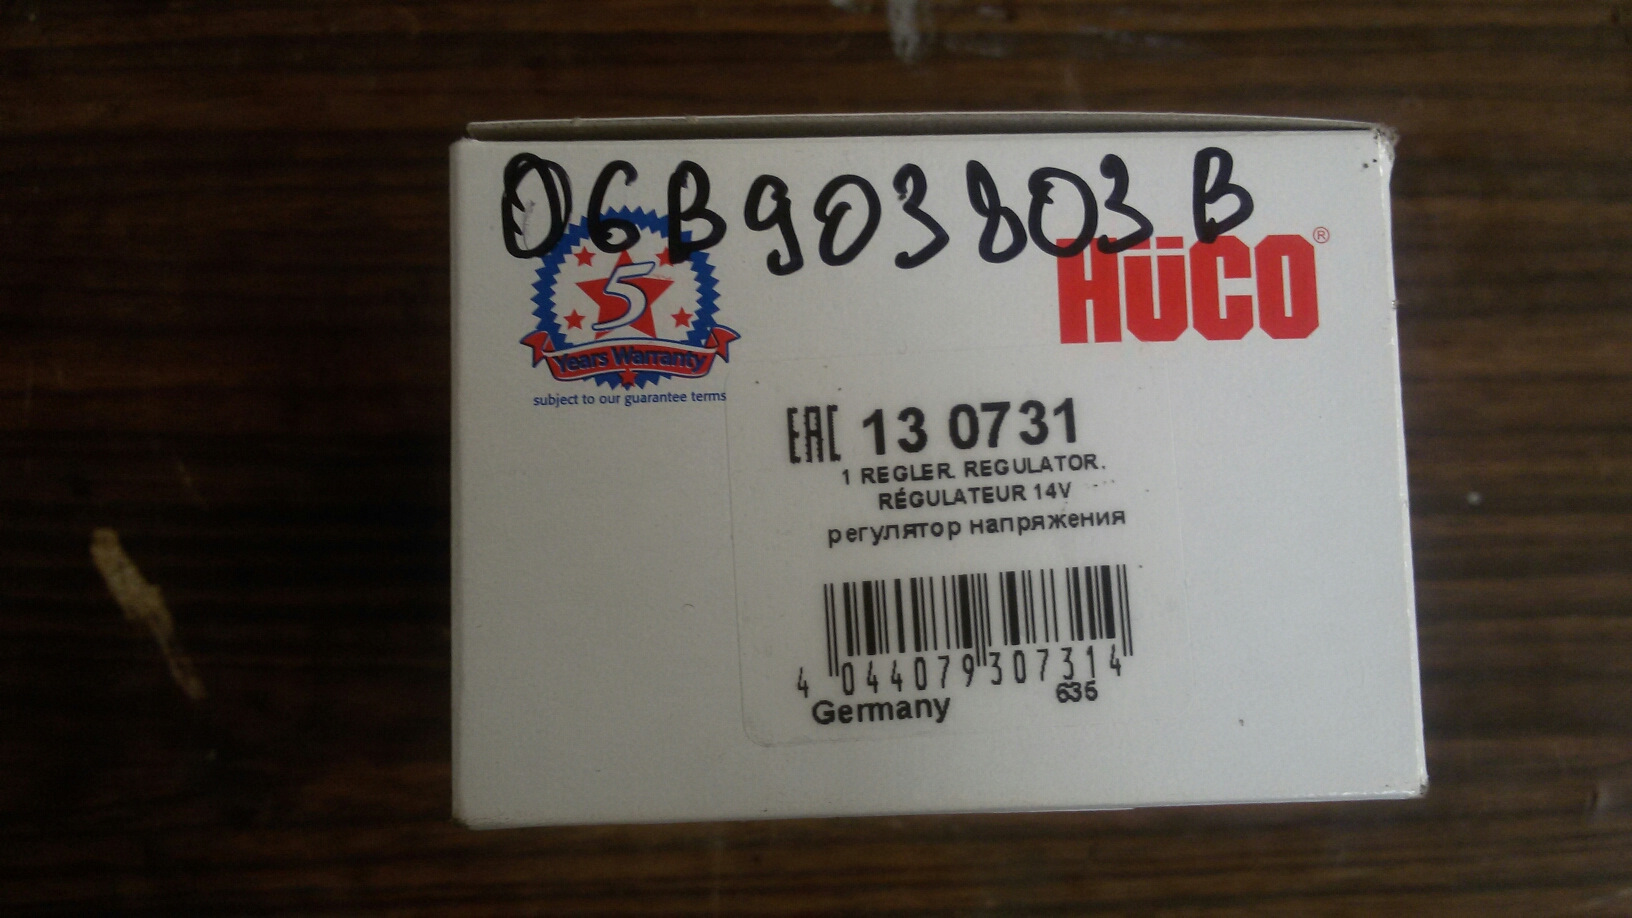 06B903803B
5
Years Warranty
subject to our guarantee terms
HüCO®
EAC 13 0731
1 REGLER. REGULATOR.
RÉGULATEUR 14V
регулятор напряжения
4 044079 307314
Germany 636